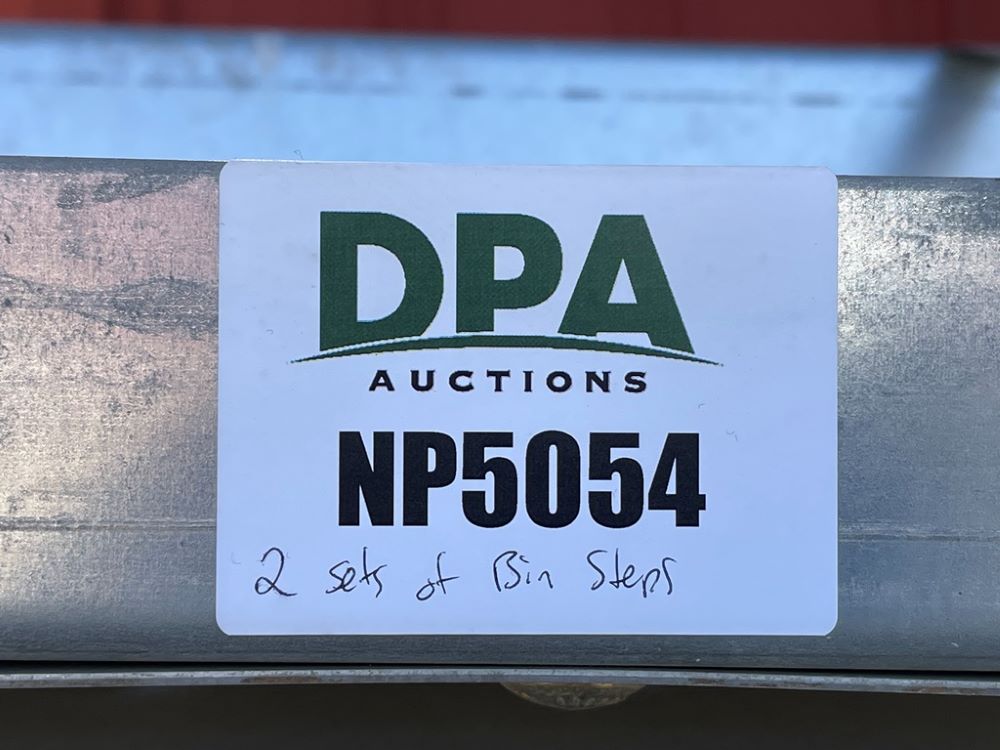 DPA
AUCTIONS
NP5054
2 sets of Bin Steps